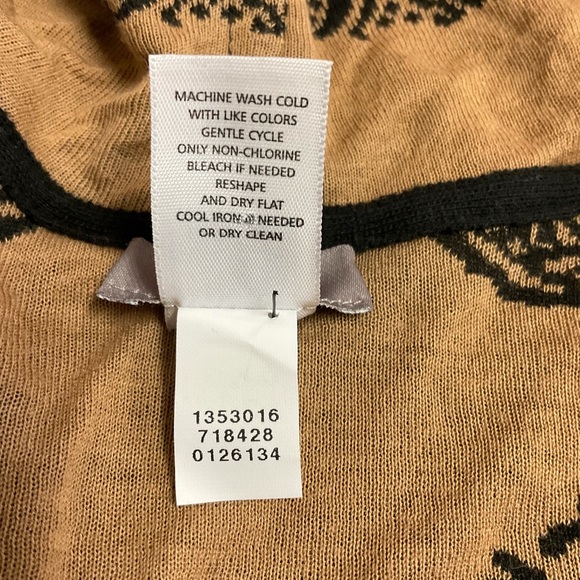 MACHINE WASH COLD
WITH LIKE COLORS
GENTLE CYCLE
ONLY NON-CHLORINE
BLEACH IF NEEDED
RESHAPE
AND DRY FLAT
COOL IRON IF NEEDED
OR DRY CLEAN
1353016
718428
0126134